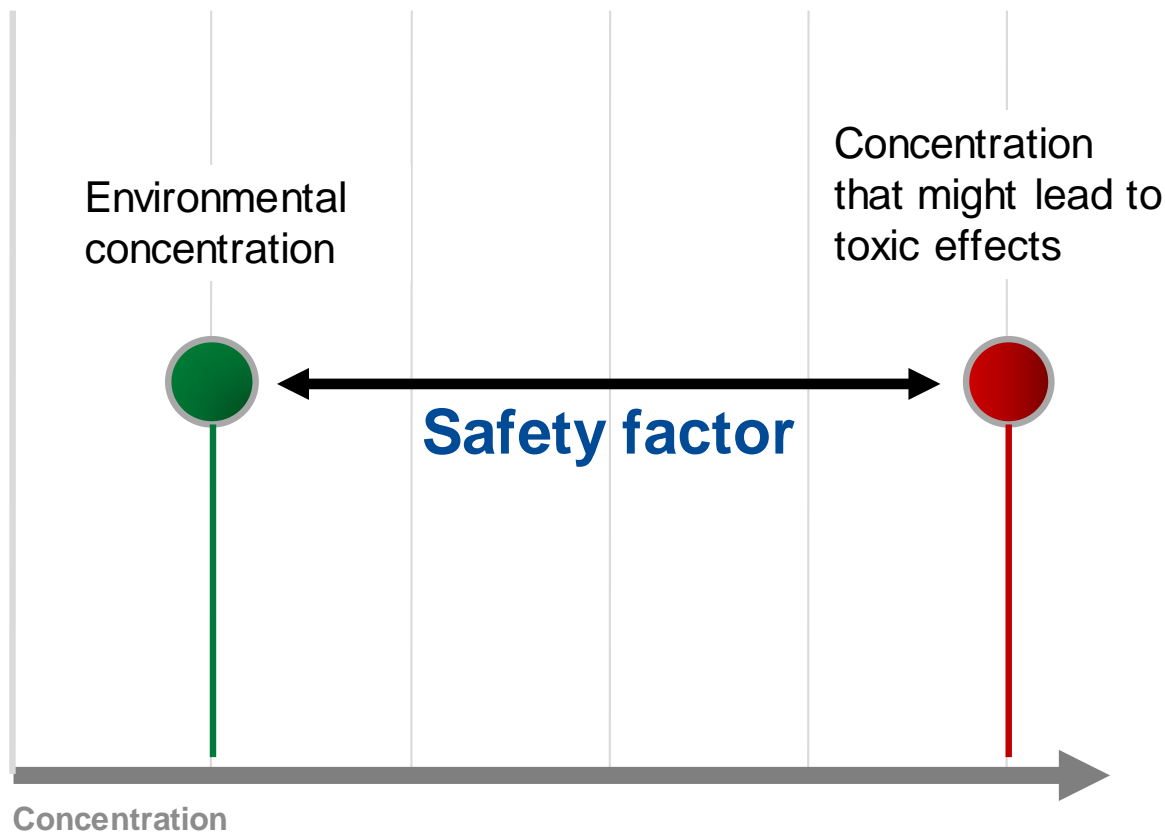 Environmental
concentration
Concentration
that might lead to
toxic effects
Safety factor
Concentration